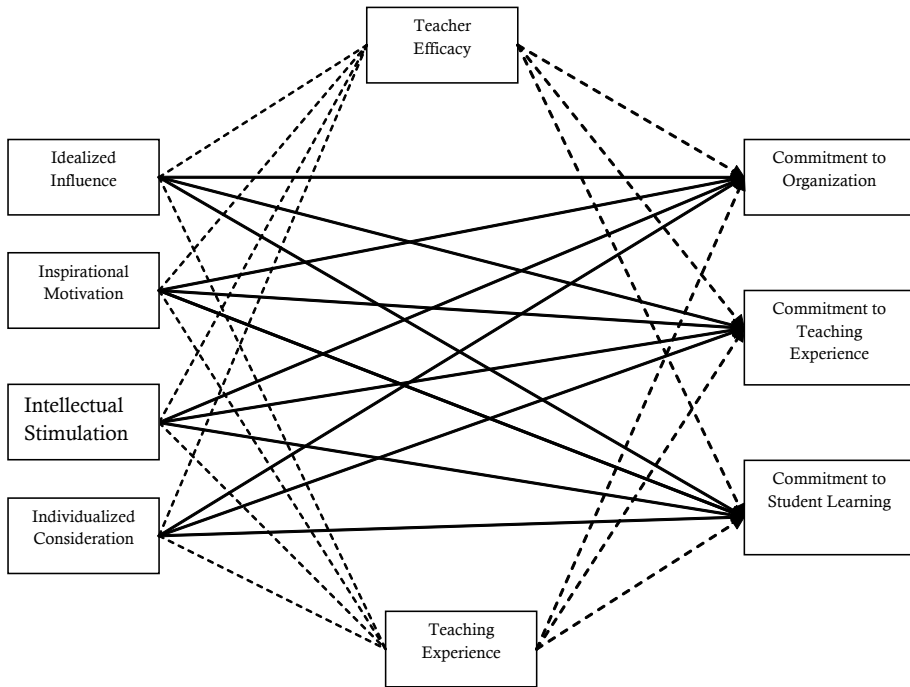 Teacher
Efficacy
Idealized
Influence
Commitment to
Organization
Inspirational
Motivation
Commitment to
Teaching
Experience
Intellectual
Stimulation
Commitment to
Student Learning
Individualized
Consideration
Teaching
Experience